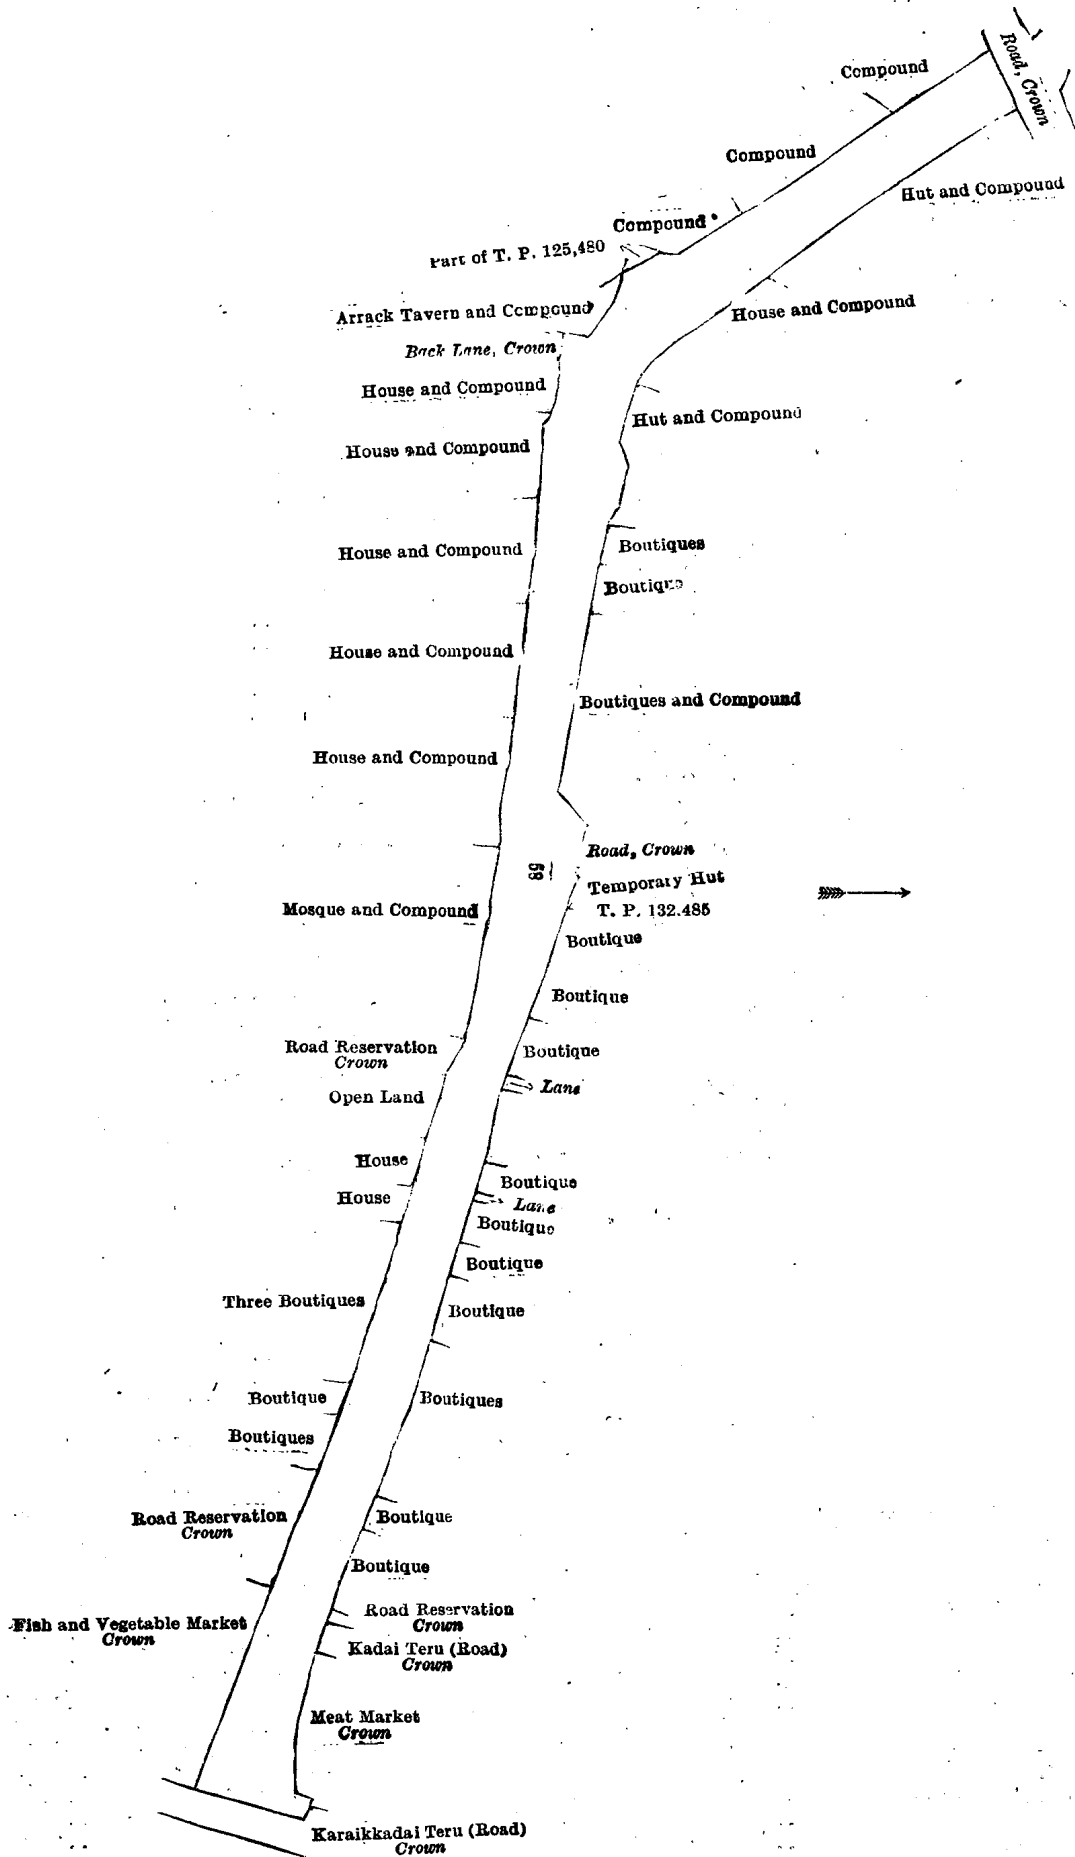 Road, Crown
Compound
Compound
Hut and Compound
Compound
Part of T. P. 125,480
House and Compound
Arrack Tavern and Compound
Back Lane, Crown
House and Compound
Hut and Compound
House and Compound
Boutiques
House and Compound
Boutique
House and Compound
Boutiques and Compound
House and Compound
Road, Crown
58
Temporary Hut
T. P. 132.485
Mosque and Compound
Boutique
Boutique
Road Reservation
Crown
Boutique
Lane
Open Land
House
Boutique
House
Lane
Boutique
Boutique
Three Boutiques
Boutique
Boutique
Boutiques
Boutiques
Road Reservation
Crown
Boutique
Boutique
Road Reservation
Crown
Fish and Vegetable Market
Crown
Kadai Teru (Road)
Crown
Meat Market
Crown
Karaikkadai Teru (Road)
Crown